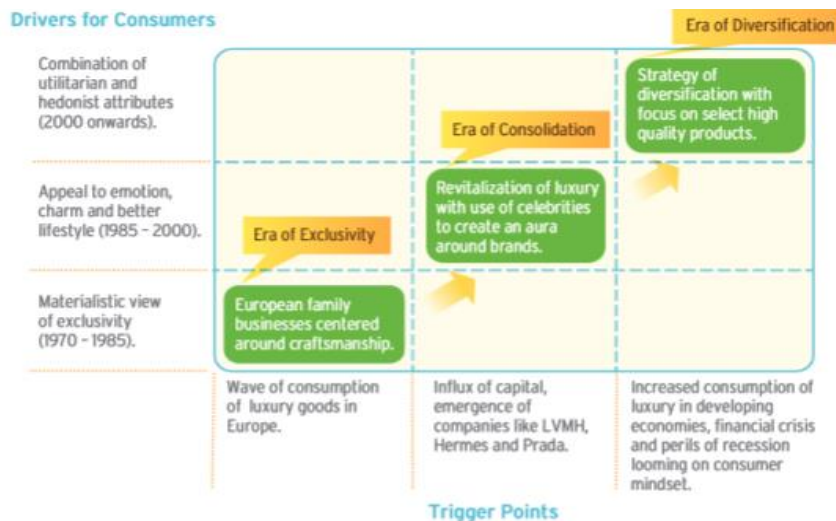 Drivers for Consumers
Era of Diversification
Combination of
utilitarian and
hedonist attributes
(2000 onwards).
Strategy of
diversification with
focus on select high
quality products.
Era of Consolidation
Appeal to emotion,
charm and better
lifestyle (1985 - 2000).
Revitalization of luxury
with use of celebrities
to create an aura
around brands.
Era of Exclusivity
Materialistic view
of exclusivity
(1970 - 1985).
European family
businesses centered
around craftsmanship.
Wave of consumption
of luxury goods in
Europe.
Influx of capital,
emergence of
companies like LVMH,
Hermes and Prada.
Increased consumption of
luxury in developing
economies, financial crisis
and perils of recession
looming on consumer
mindset.
Trigger Points